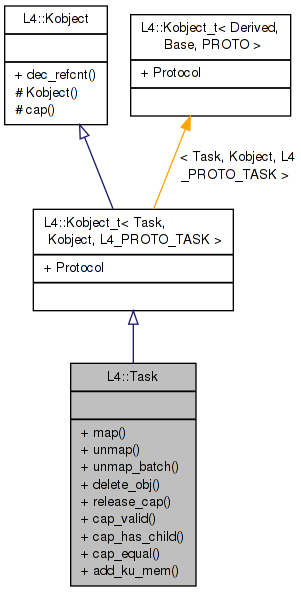 L4::Kobject
+ dec_refcnt()
# Kobject()
# cap()
L4::Kobject_t< Derived,
Base, PROTO >
+ Protocol
< Task, Kobject, L4
_PROTO_TASK >
L4::Kobject_t< Task,
Kobject, L4_PROTO_TASK >
+ Protocol
L4::Task
+ map()
+ unmap()
+ unmap_batch()
+ delete_obj()
+ release_cap()
+ cap_valid()
+ cap_has_child()
+ cap_equal()
+ add_ku_mem()